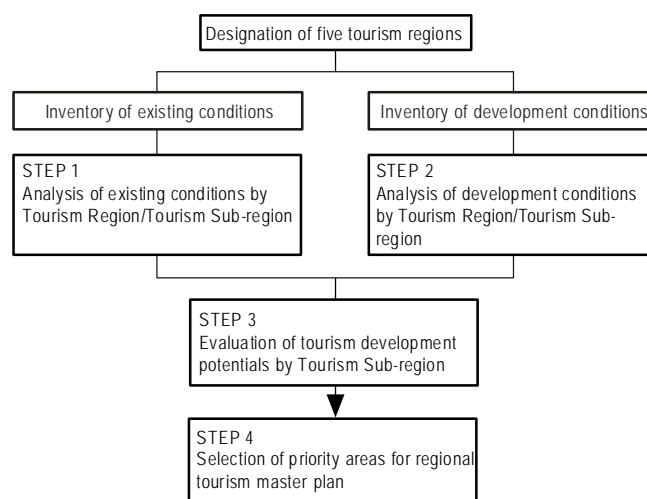 Designation of five tourism regions
Inventory of existing conditions
Inventory of development conditions
STEP 1
Analysis of existing conditions by
Tourism Region/Tourism Sub-region
STEP 2
Analysis of development conditions
by Tourism Region/Tourism Sub-
region
STEP 3
Evaluation of tourism development
potentials by Tourism Sub-region
STEP 4
Selection of priority areas for regional
tourism master plan